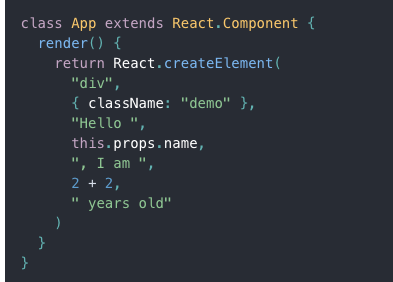 class App extends React.Component {
  render() {
    return React.createElement(
      "div",
      { className: "demo" },
      "Hello ",
      this.props.name,
      ", I am ",
      2 + 2,
      " years old"
    )
  }
}